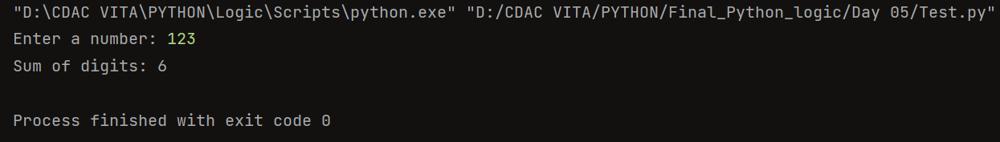 "D:\CDAC VITA\PYTHON\Logic\Scripts\python.exe" "D:/CDAC VITA/PYTHON/Final_Python_logic/Day 05/Test.py"
Enter a number: 123
Sum of digits: 6
Process finished with exit code 0